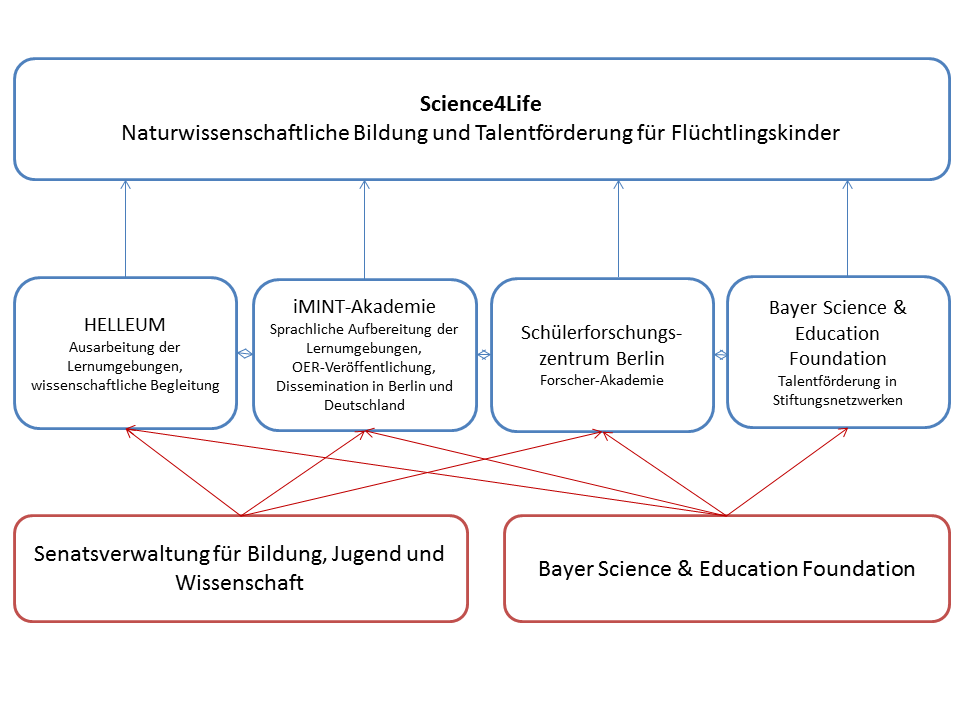 Science4Life
Naturwissenschaftliche Bildung und Talentförderung für Flüchtlingskinder
HELLEUM
Ausarbeitung der
Lernumgebungen,
wissenschaftliche Begleitung
iMINT-Akademie
Sprachliche Aufbereitung der
Lernumgebungen,
OER-Veröffentlichung,
Dissemination in Berlin und
Deutschland
Schülerforschungs-
zentrum Berlin
Forscher-Akademie
Bayer Science &
Education
Foundation
Talentförderung in
Stiftungsnetzwerken
Senatsverwaltung für Bildung, Jugend und
Wissenschaft
Bayer Science & Education Foundation